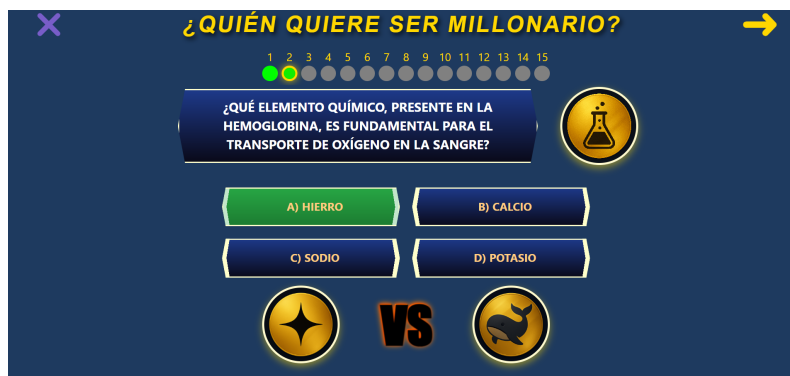 ¿QUIÉN QUIERE SER MILLONARIO?
1 2 3 4 5 6 7 8 9 10 11 12 13 14 15
¿QUÉ ELEMENTO QUÍMICO, PRESENTE EN LA
HEMOGLOBINA, ES FUNDAMENTAL PARA EL
TRANSPORTE DE OXÍGENO EN LA SANGRE?
A) HIERRO
B) CALCIO
C) SODIO
D) POTASIO
VS